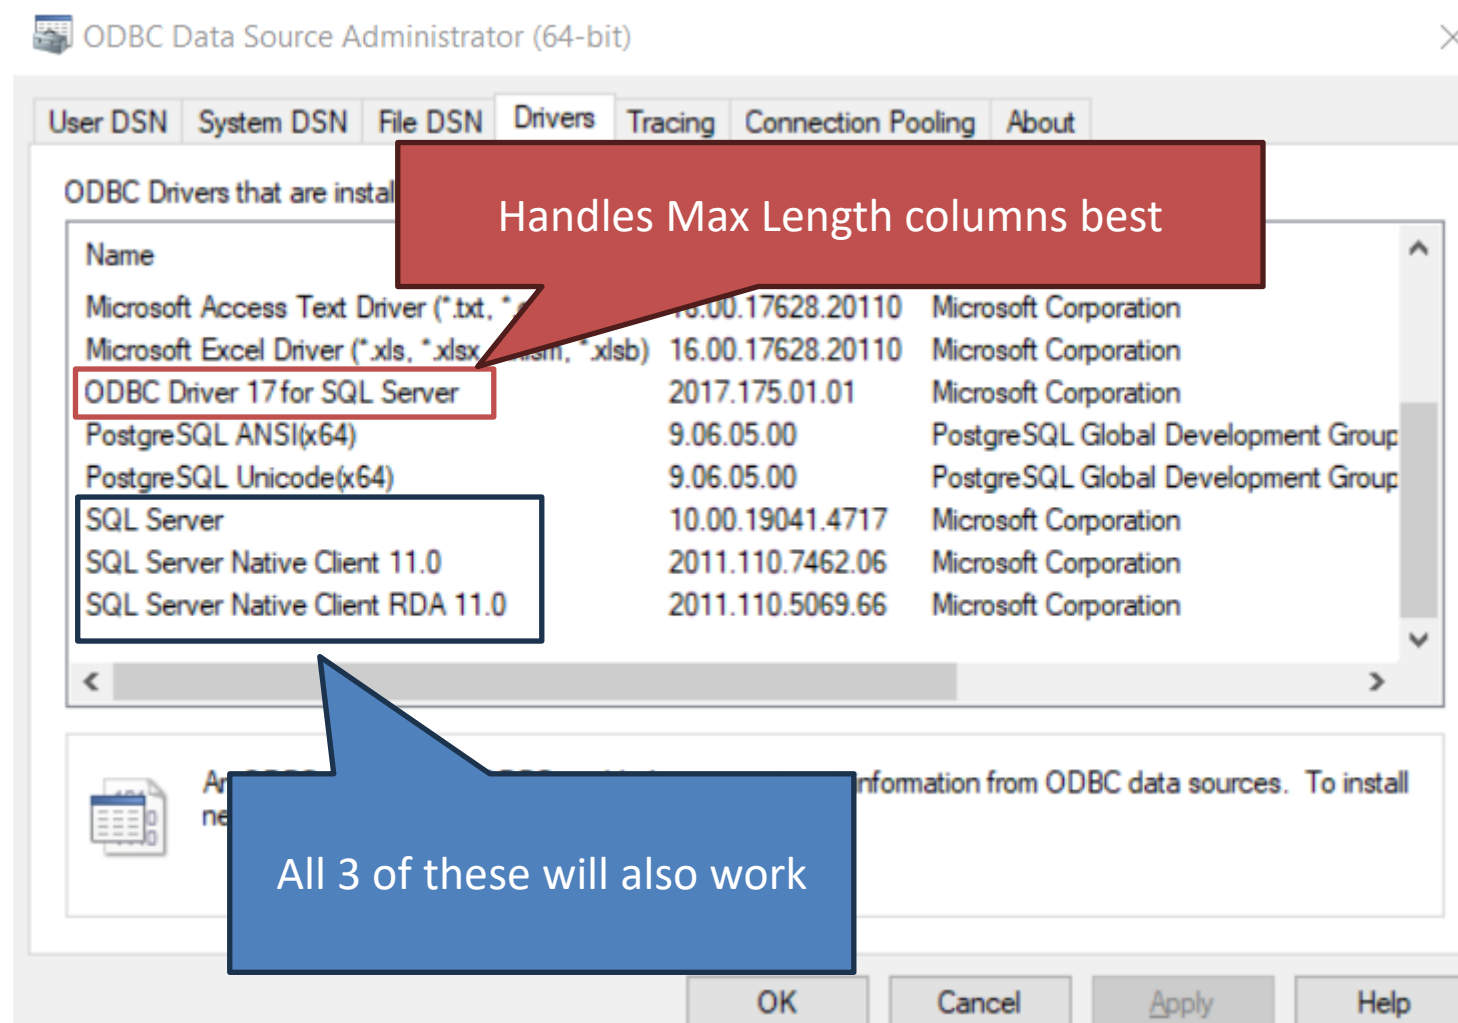 ODBC Data Source Administrator (64-bit)
User DSN System DSN File DSN Drivers Tracing Connection Pooling About
ODBC Drivers that are
Handles Max Length columns best
Name
Microsoft Access Text Driver (*.txt, 16.00.17628.20110 Microsoft Corporation
Microsoft Excel Driver (*.xls, *.xlsx, *.xlsb) 16.00.17628.20110 Microsoft Corporation
ODBC Driver 17 for SQL Server 2017.175.01.01 Microsoft Corporation
PostgreSQL ANSI(x64) 9.06.05.00 PostgreSQL Global Development Group
PostgreSQL Unicode(x64) 9.06.05.00 PostgreSQL Global Development Group
SQL Server 10.00.19041.4717 Microsoft Corporation
SQL Server Native Client 11.0 2011.110.7462.06 Microsoft Corporation
SQL Server Native Client RDA 11.0 2011.110.5069.66 Microsoft Corporation
from ODBC data sources. To install
All 3 of these will also work
OK Cancel Apply Help